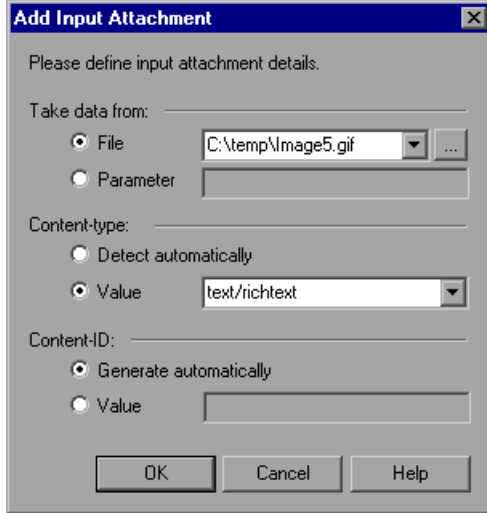 Add Input Attachment
Please define input attachment details.
Take data from:
File C:\temp\Image5.gif ...
Parameter
Content-type:
Detect automatically
Value text/richtext
Content-ID:
Generate automatically
Value
OK Cancel Help